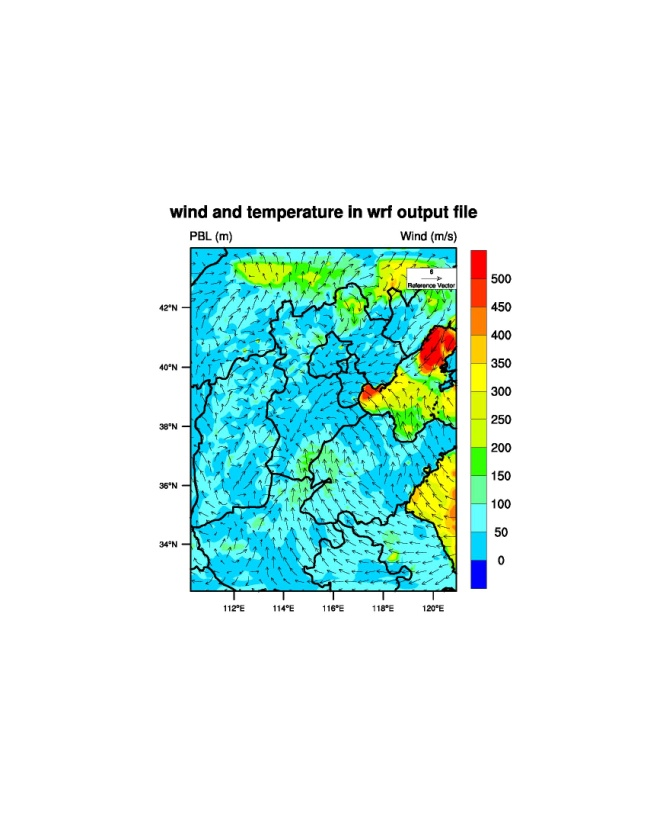 wind and temperature in wrf output file
PBL (m) Wind (m/s)
6
Reference Vector
42°N
40°N
38°N
36°N
34°N
112°E 114°E 116°E 118°E 120°E
500
450
400
350
300
250
200
150
100
50
0